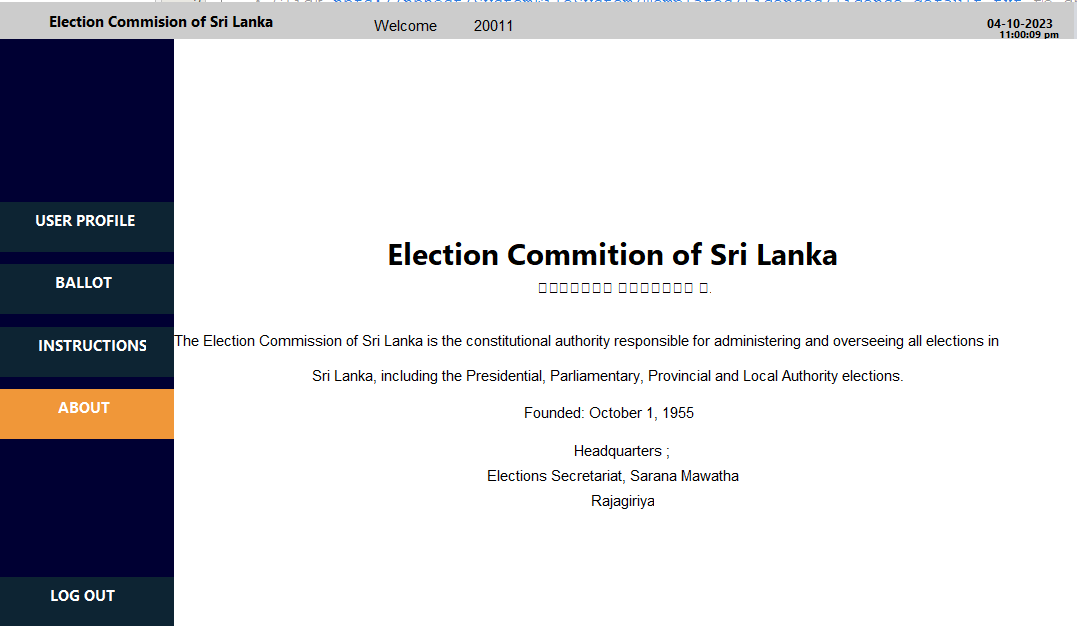 Election Commision of Sri Lanka
Welcome 20011
04-10-2023
11:00:09 pm
USER PROFILE
BALLOT
INSTRUCTIONS
ABOUT
LOG OUT
Election Commition of Sri Lanka
The Election Commission of Sri Lanka is the constitutional authority responsible for administering and overseeing all elections in
Sri Lanka, including the Presidential, Parliamentary, Provincial and Local Authority elections.
Founded: October 1, 1955
Headquarters ;
Elections Secretariat, Sarana Mawatha
Rajagiriya